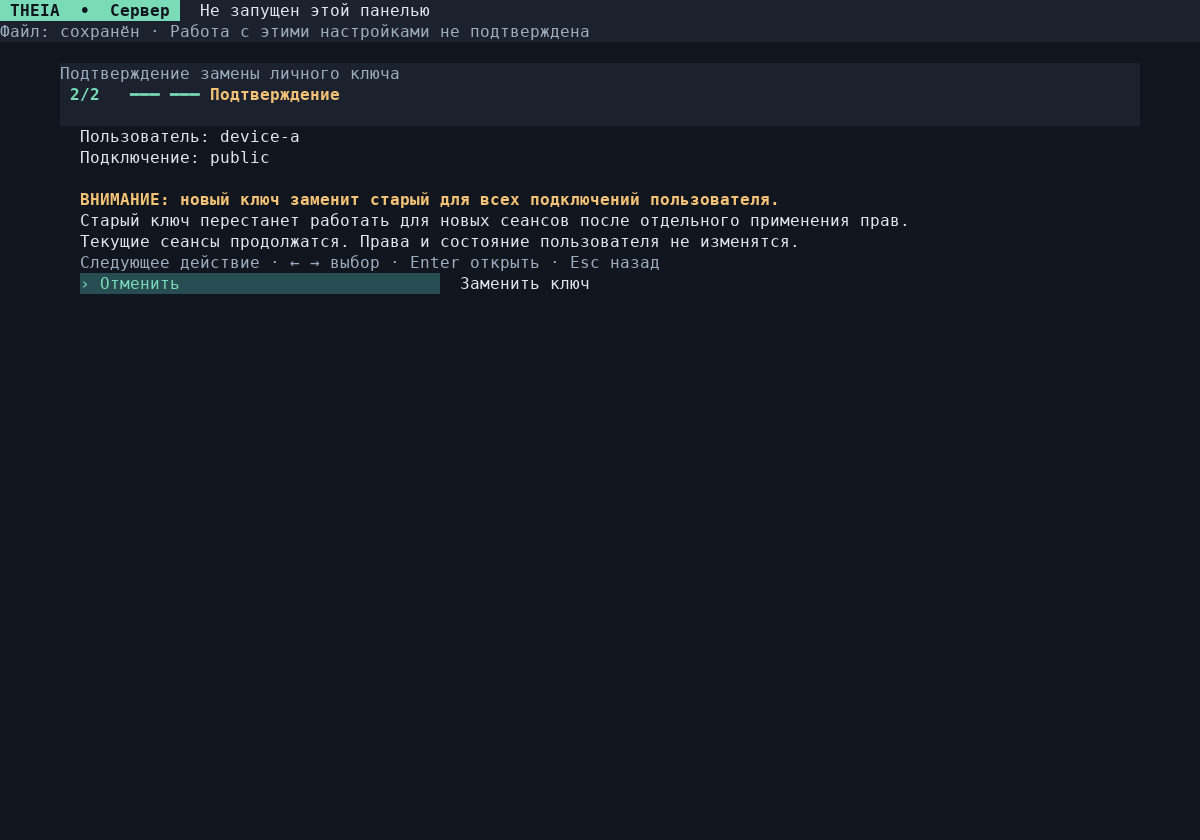 THEIA • Сервер Не запущен этой панелью
Файл: сохранён · Работа с этими настройками не подтверждена
Подтверждение замены личного ключа
2/2 ━━━ ━━━ Подтверждение
Пользователь: device-a
Подключение: public
ВНИМАНИЕ: новый ключ заменит старый для всех подключений пользователя.
Старый ключ перестанет работать для новых сеансов после отдельного применения прав.
Текущие сеансы продолжатся. Права и состояние пользователя не изменятся.
Следующее действие · ← → выбор · Enter открыть · Esc назад
› Отменить Заменить ключ